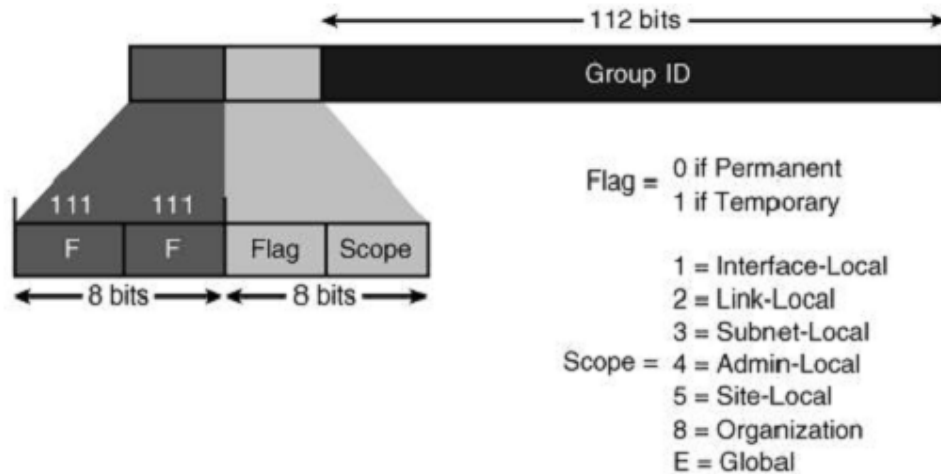 112 bits
Group ID
111 111
F F Flag Scope
8 bits 8 bits
Flag = 0 if Permanent
1 if Temporary
Scope = 1 = Interface-Local
2 = Link-Local
3 = Subnet-Local
4 = Admin-Local
5 = Site-Local
8 = Organization
E = Global